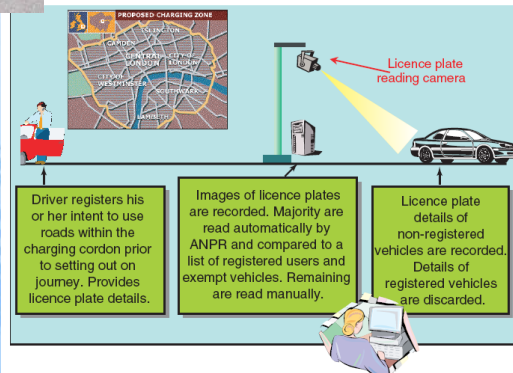 PROPOSED CHARGING ZONE
ISLINGTON
CAMDEN
CENTRAL
LONDON
CITY OF
LONDON
CITY OF
WESTMINSTER
SOUTHWARK
LAMBETH
Licence plate
reading camera
Driver registers his
or her intent to use
roads within the
charging cordon prior
to setting out on
journey. Provides
licence plate details.
Images of licence plates
are recorded. Majority are
read automatically by
ANPR and compared to a
list of registered users and
exempt vehicles. Remaining
are read manually.
Licence plate
details of
non-registered
vehicles are recorded.
Details of
registered vehicles
are discarded.